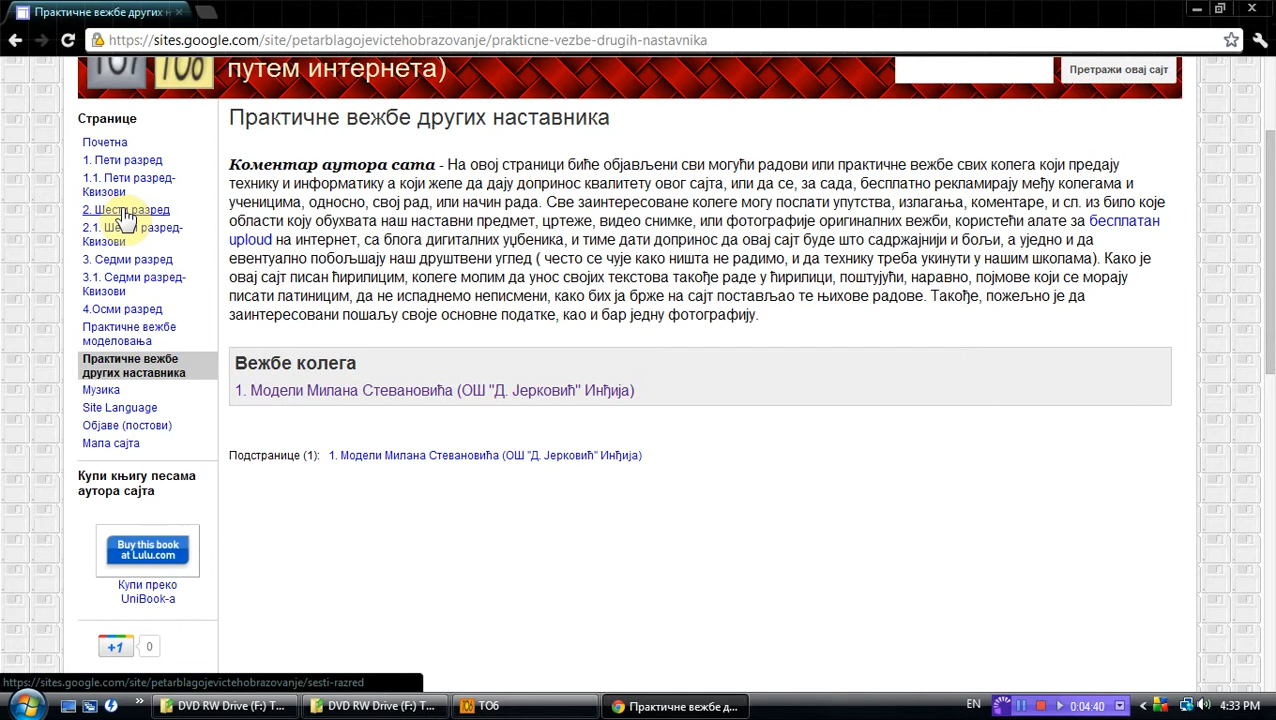 Практичне вежбе других н
https://sites.google.com/site/petarblagojevictehobrazovanje/prakticne-vezbe-drugih-nastavnika
107 106
путем интернета)
Претражи овај сајт
Странице
Почетна
1. Пети разред
1.1. Пети разред-
Квизови
2. Шести разред
2.1. Шести разред-
Квизови
3. Седми разред
3.1. Седми разред-
Квизови
4.Осми разред
Практичне вежбе
моделовања
Практичне вежбе
других наставника
Музика
Site Language
Објаве (постови)
Мапа сајта
Купи књигу песама
аутора сајта
Buy this book
at Lulu.com
Купи преко
UniBook-а
+1 0
Практичне вежбе других наставника
Коментар аутора сата - На овој страници биће објављени сви могући радови или практичне вежбе свих колега који предају
технику и информатику а који желе да дају допринос квалитету овог сајта, или да се, за сада, бесплатно рекламирају међу колегама и
ученицима, односно, свој рад, или начин рада. Све заинтересоване колеге могу послати упутства, излагања, коментаре, и сл. из било које
области коју обухвата наш наставни предмет, цртеже, видео снимке, или фотографије оригиналних вежби, користећи алате за бесплатан
uploud на интернет, са блога дигиталних уџбеника, и тиме дати допринос да овај сајт буде што садржајнији и бољи, а уједно и да
евентуално побољшају наш друштвени углед ( често се чује како ништа не радимо, и да технику треба укинути у нашим школама). Како је
овај сајт писан ћирилицим, колеге молим да унос својих текстова такође раде у ћирилици, поштујући, наравно, појмове који се морају
писати латиницим, да не испаднемо неписмени, како бих ја брже на сајт постављао те њихове радове. Такође, пожељно је да
заинтересовани пошаљу своје основне податке, као и бар једну фотографију.
Вежбе колега
1. Модели Милана Стевановића (ОШ "Д. Јерковић" Инђија)
Подстранице (1): 1. Модели Милана Стевановића (ОШ "Д. Јерковић" Инђија)
https://sites.google.com/site/petarblagojevictehobrazovanje/sesti-razred
DVD RW Drive (F:) T... DVD RW Drive (F:) T... ТО6 Практичне вежбе д... EN 00:04:40 4:33 PM